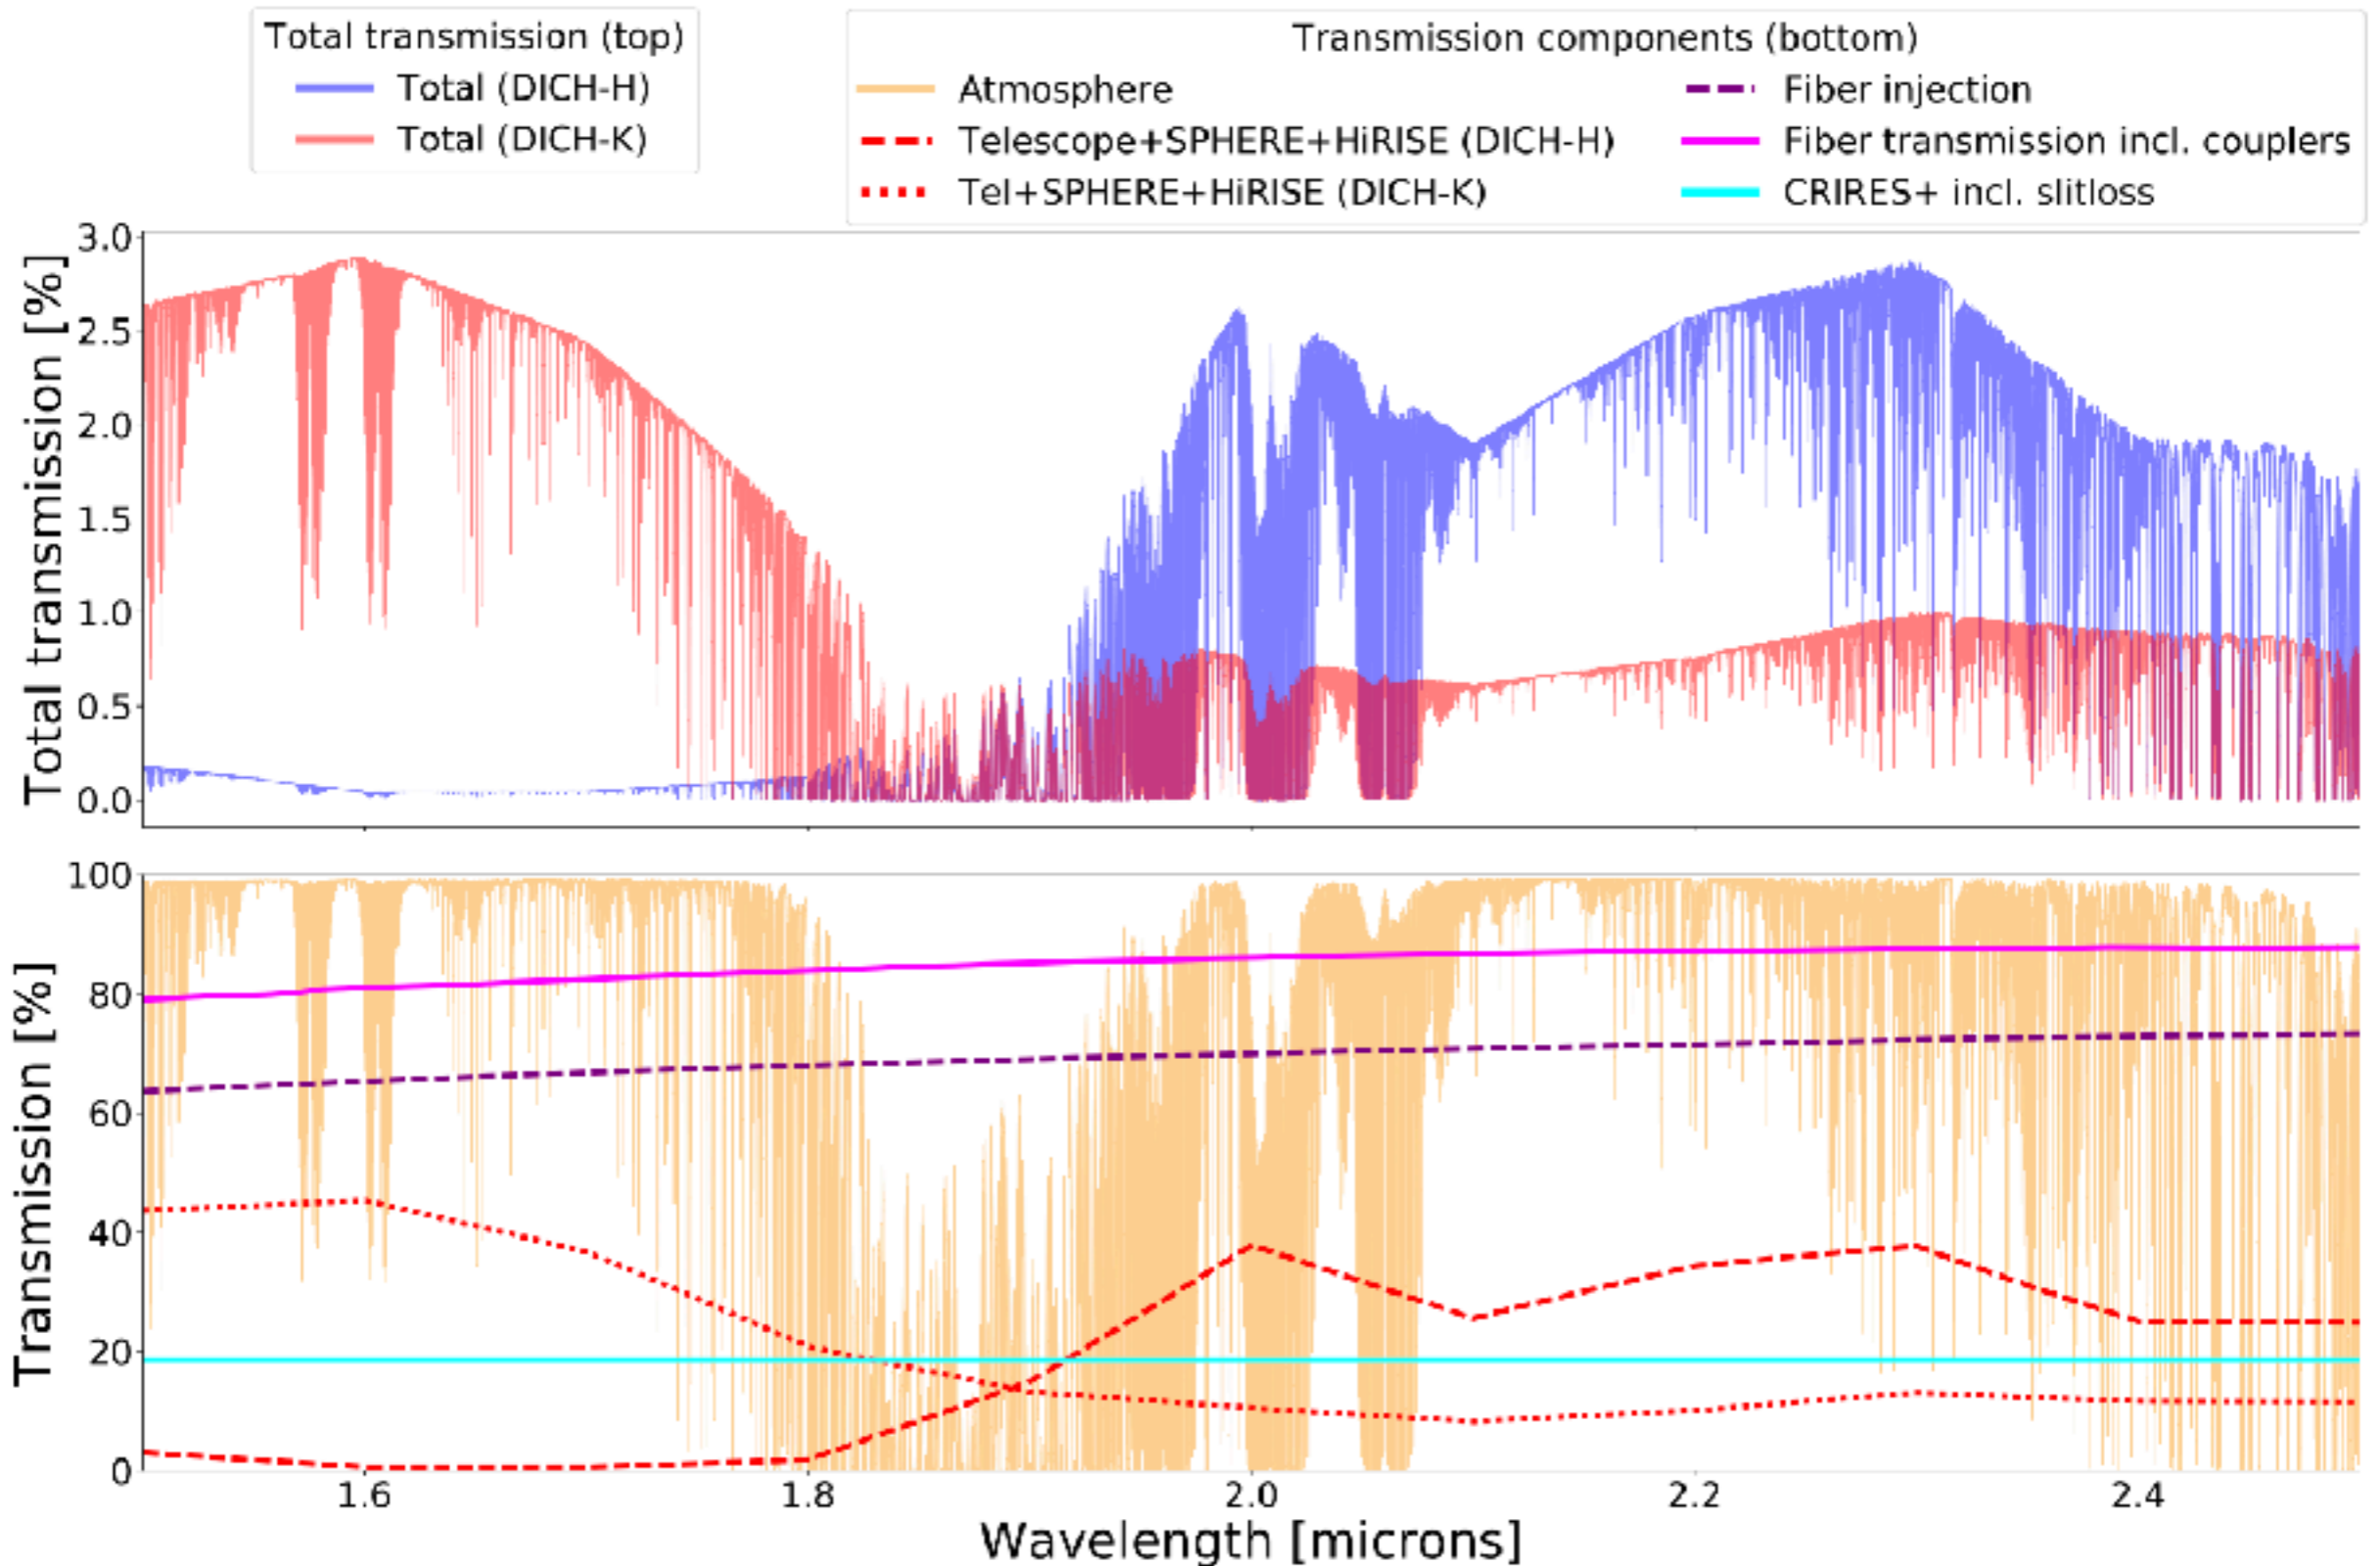 Total transmission (top)
Total (DICH-H)
Total (DICH-K)
Transmission components (bottom)
Atmosphere
Telescope+SPHERE+HiRISE (DICH-H)
Tel+SPHERE+HiRISE (DICH-K)
Fiber injection
Fiber transmission incl. couplers
CRIRES+ incl. slitloss
Total transmission [%]
3.0
2.5
2.0
1.5
1.0
0.5
0.0
Transmission [%]
100
80
60
40
20
0
1.6 1.8 2.0 2.2 2.4
Wavelength [microns]